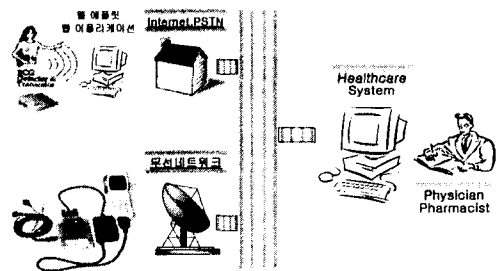 웹 애플릿
웹 어플리케이션
Internet,PSTN
ECG
Detector &
Transceiver
Healthcare
System
무선네트워크
Physician
Pharmacist